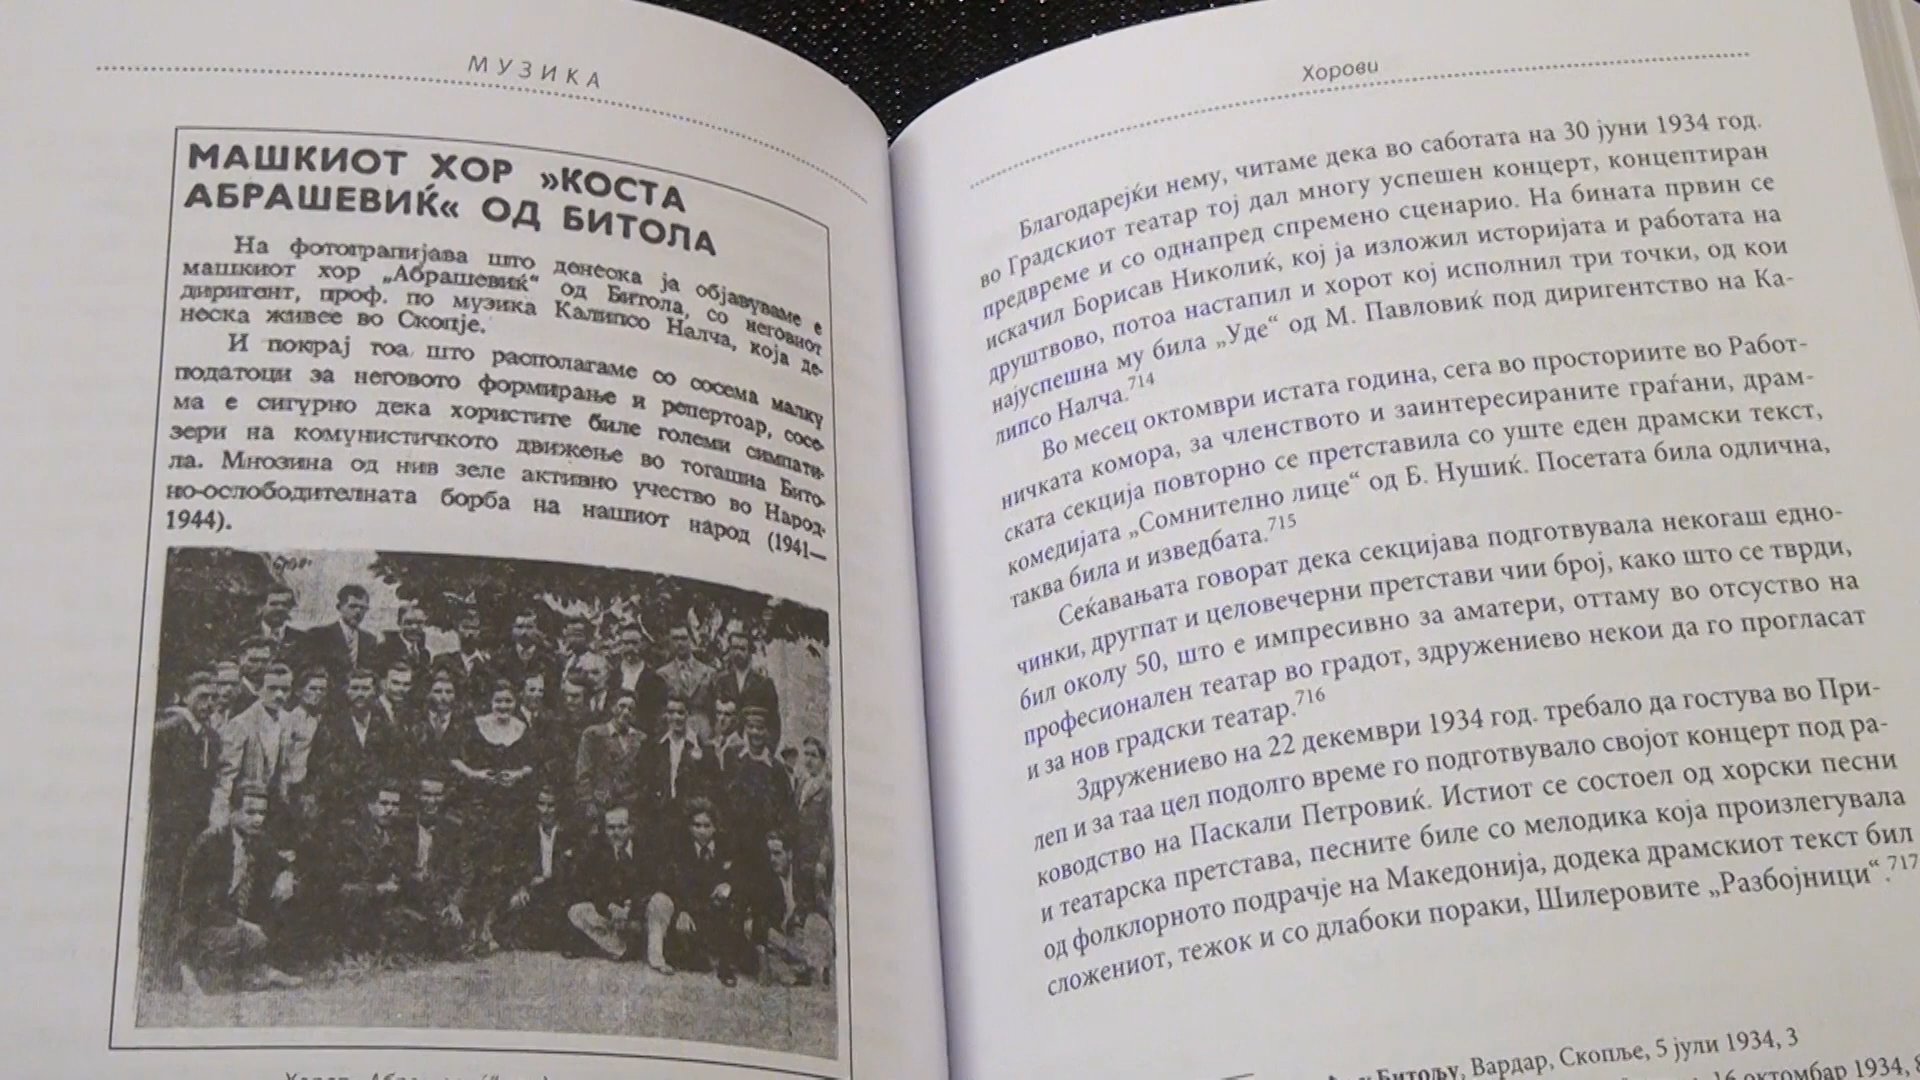 МУЗИКА
МАШКИОТ ХОР »КОСТА
АБРАШЕВИЌ« ОД БИТОЛА
На фотографијава што денеска ја објавуваме е
машкиот хор „Абрашевиќ“ од Битола, со неговиот
диригент, проф. по музика Калипсо Налча, која де-
неска живее во Скопје.
И покрај тоа што располагаме со сосема малку
податоци за неговото формирање и репертоар, сосе-
ма е сигурно дека хористите биле големи симпати-
зери на комунистичкото движење во тогашна Бито-
ла. Мнозина од нив зеле активно учество во Народ-
но-ослободителната борба на нашиот народ (1941—
1944).
Хорови
Благодарејќи нему, читаме дека во саботата на 30 јуни 1934 год.
во Градскиот театар тој дал многу успешен концерт, концептиран
предвреме и со однапред спремено сценарио. На бината првин се
искачил Борисав Николиќ, кој ја изложил историјата и работата на
друштвово, потоа настапил и хорот кој исполнил три точки, од кои
најуспешна му била „Уде“ од М. Павловиќ под диригентство на Ка-
липсо Налча.714
Во месец октомври истата година, сега во просториите во Работ-
ничката комора, за членството и заинтересираните граѓани, драм-
ската секција повторно се претставила со уште еден драмски текст,
комедијата „Сомнително лице“ од Б. Нушиќ. Посетата била одлична,
таква била и изведбата.715
Сеќавањата говорат дека секцијава подготвувала некогаш едно-
чинки, другпат и целовечерни претстави чии број, како што се тврди,
бил околу 50, што е импресивно за аматери, оттаму во отсуство на
професионален театар во градот, здружениево некои да го прогласат
и за нов градски театар.716
Здружениево на 22 декември 1934 год. требало да гостува во При-
леп и за таа цел подолго време го подготвувало својот концерт под ра-
ководство на Паскали Петровиќ. Истиот се состоел од хорски песни
и театарска претстава, песните биле со мелодика која произлегувала
од фолклорното подрачје на Македонија, додека драмскиот текст бил
сложениот, тежок и со длабоки пораки, Шилеровите „Разбојници“.717
Битољу, Вардар, Скопље, 5 јули 1934, 3
16 октомбар 1934,